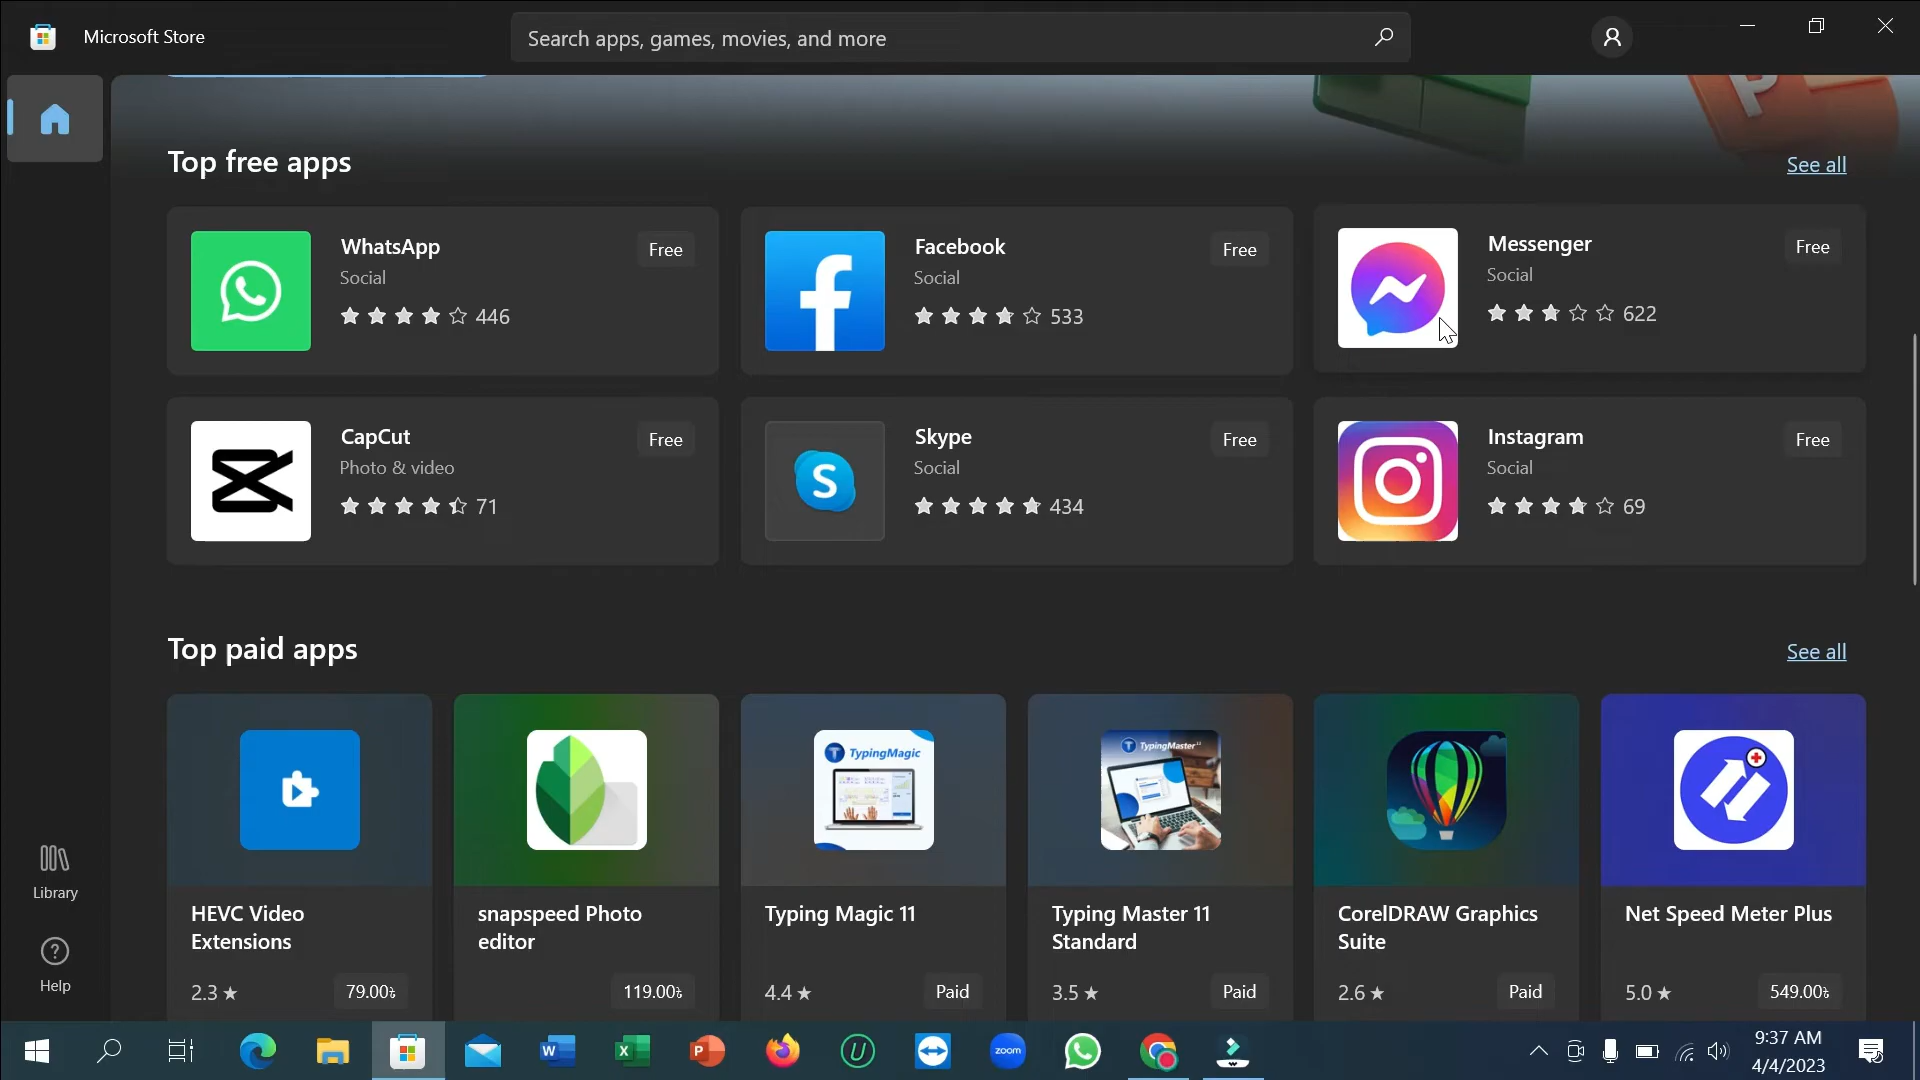 Microsoft Store
Search apps, games, movies, and more
P
Top free apps
See all
WhatsApp
Free
Social
446
Facebook
Free
Social
533
Messenger
Free
Social
622
CapCut
Free
Photo & video
71
Skype
Free
Social
434
Instagram
Free
Social
69
Top paid apps
See all
TypingMagic
TypingMaster 11
HEVC Video
Extensions
2.3 ★
79.00৳
snapspeed Photo
editor
119.00৳
Typing Magic 11
4.4 ★
Paid
Typing Master 11
Standard
3.5 ★
Paid
CorelDRAW Graphics
Suite
2.6 ★
Paid
Net Speed Meter Plus
5.0 ★
549.00৳
Library
Help
zoom
9:37 AM
4/4/2023